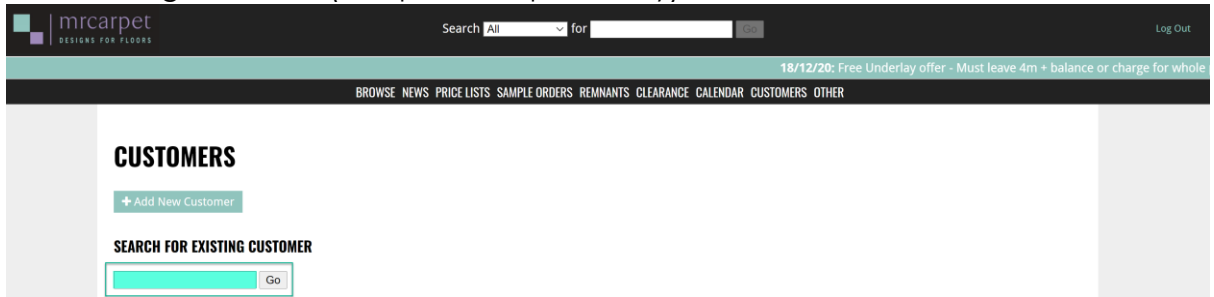 mrcarpet
DESIGNS FOR FLOORS
Search All for Go
Log Out
18/12/20: Free Underlay offer - Must leave 4m + balance or charge for whole
BROWSE NEWS PRICE LISTS SAMPLE ORDERS REMNANTS CLEARANCE CALENDAR CUSTOMERS OTHER
CUSTOMERS
+ Add New Customer
SEARCH FOR EXISTING CUSTOMER
Go